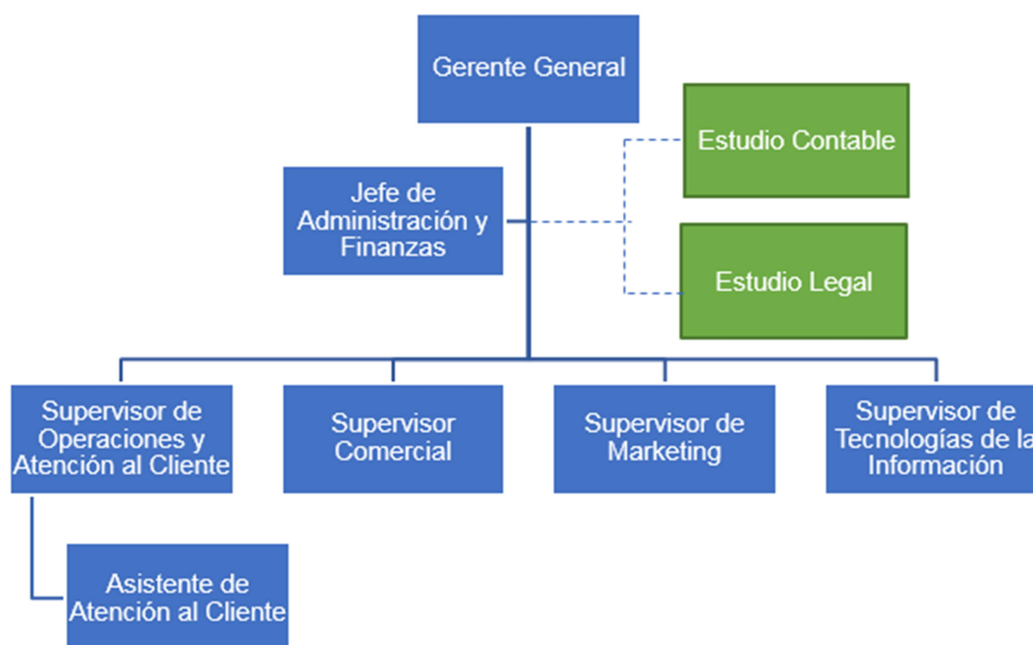 Gerente General
Estudio Contable
Jefe de
Administración y
Finanzas
Estudio Legal
Supervisor de
Operaciones y
Atención al Cliente
Supervisor
Comercial
Supervisor de
Marketing
Supervisor de
Tecnologías de la
Información
Asistente de
Atención al Cliente